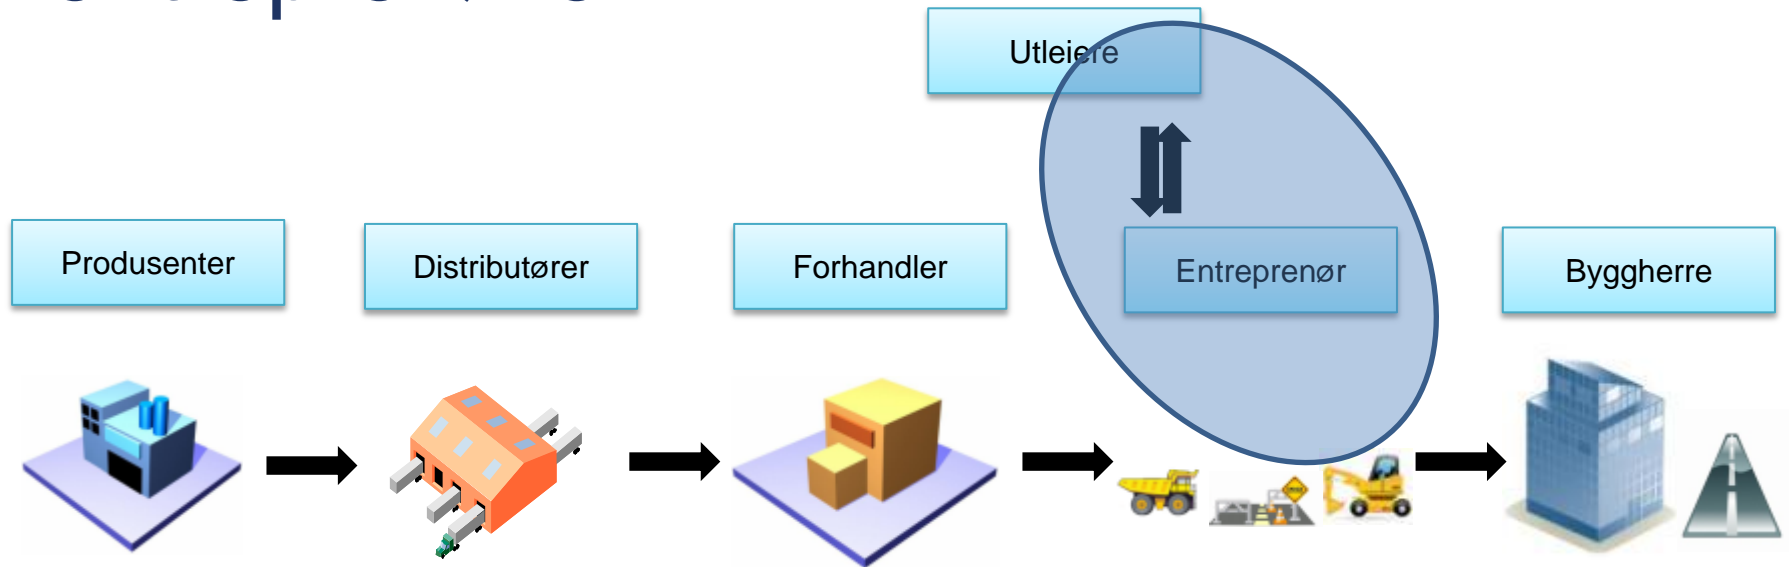 Utleiere
Produsenter
Distributører
Forhandler
Entreprenør
Byggherre